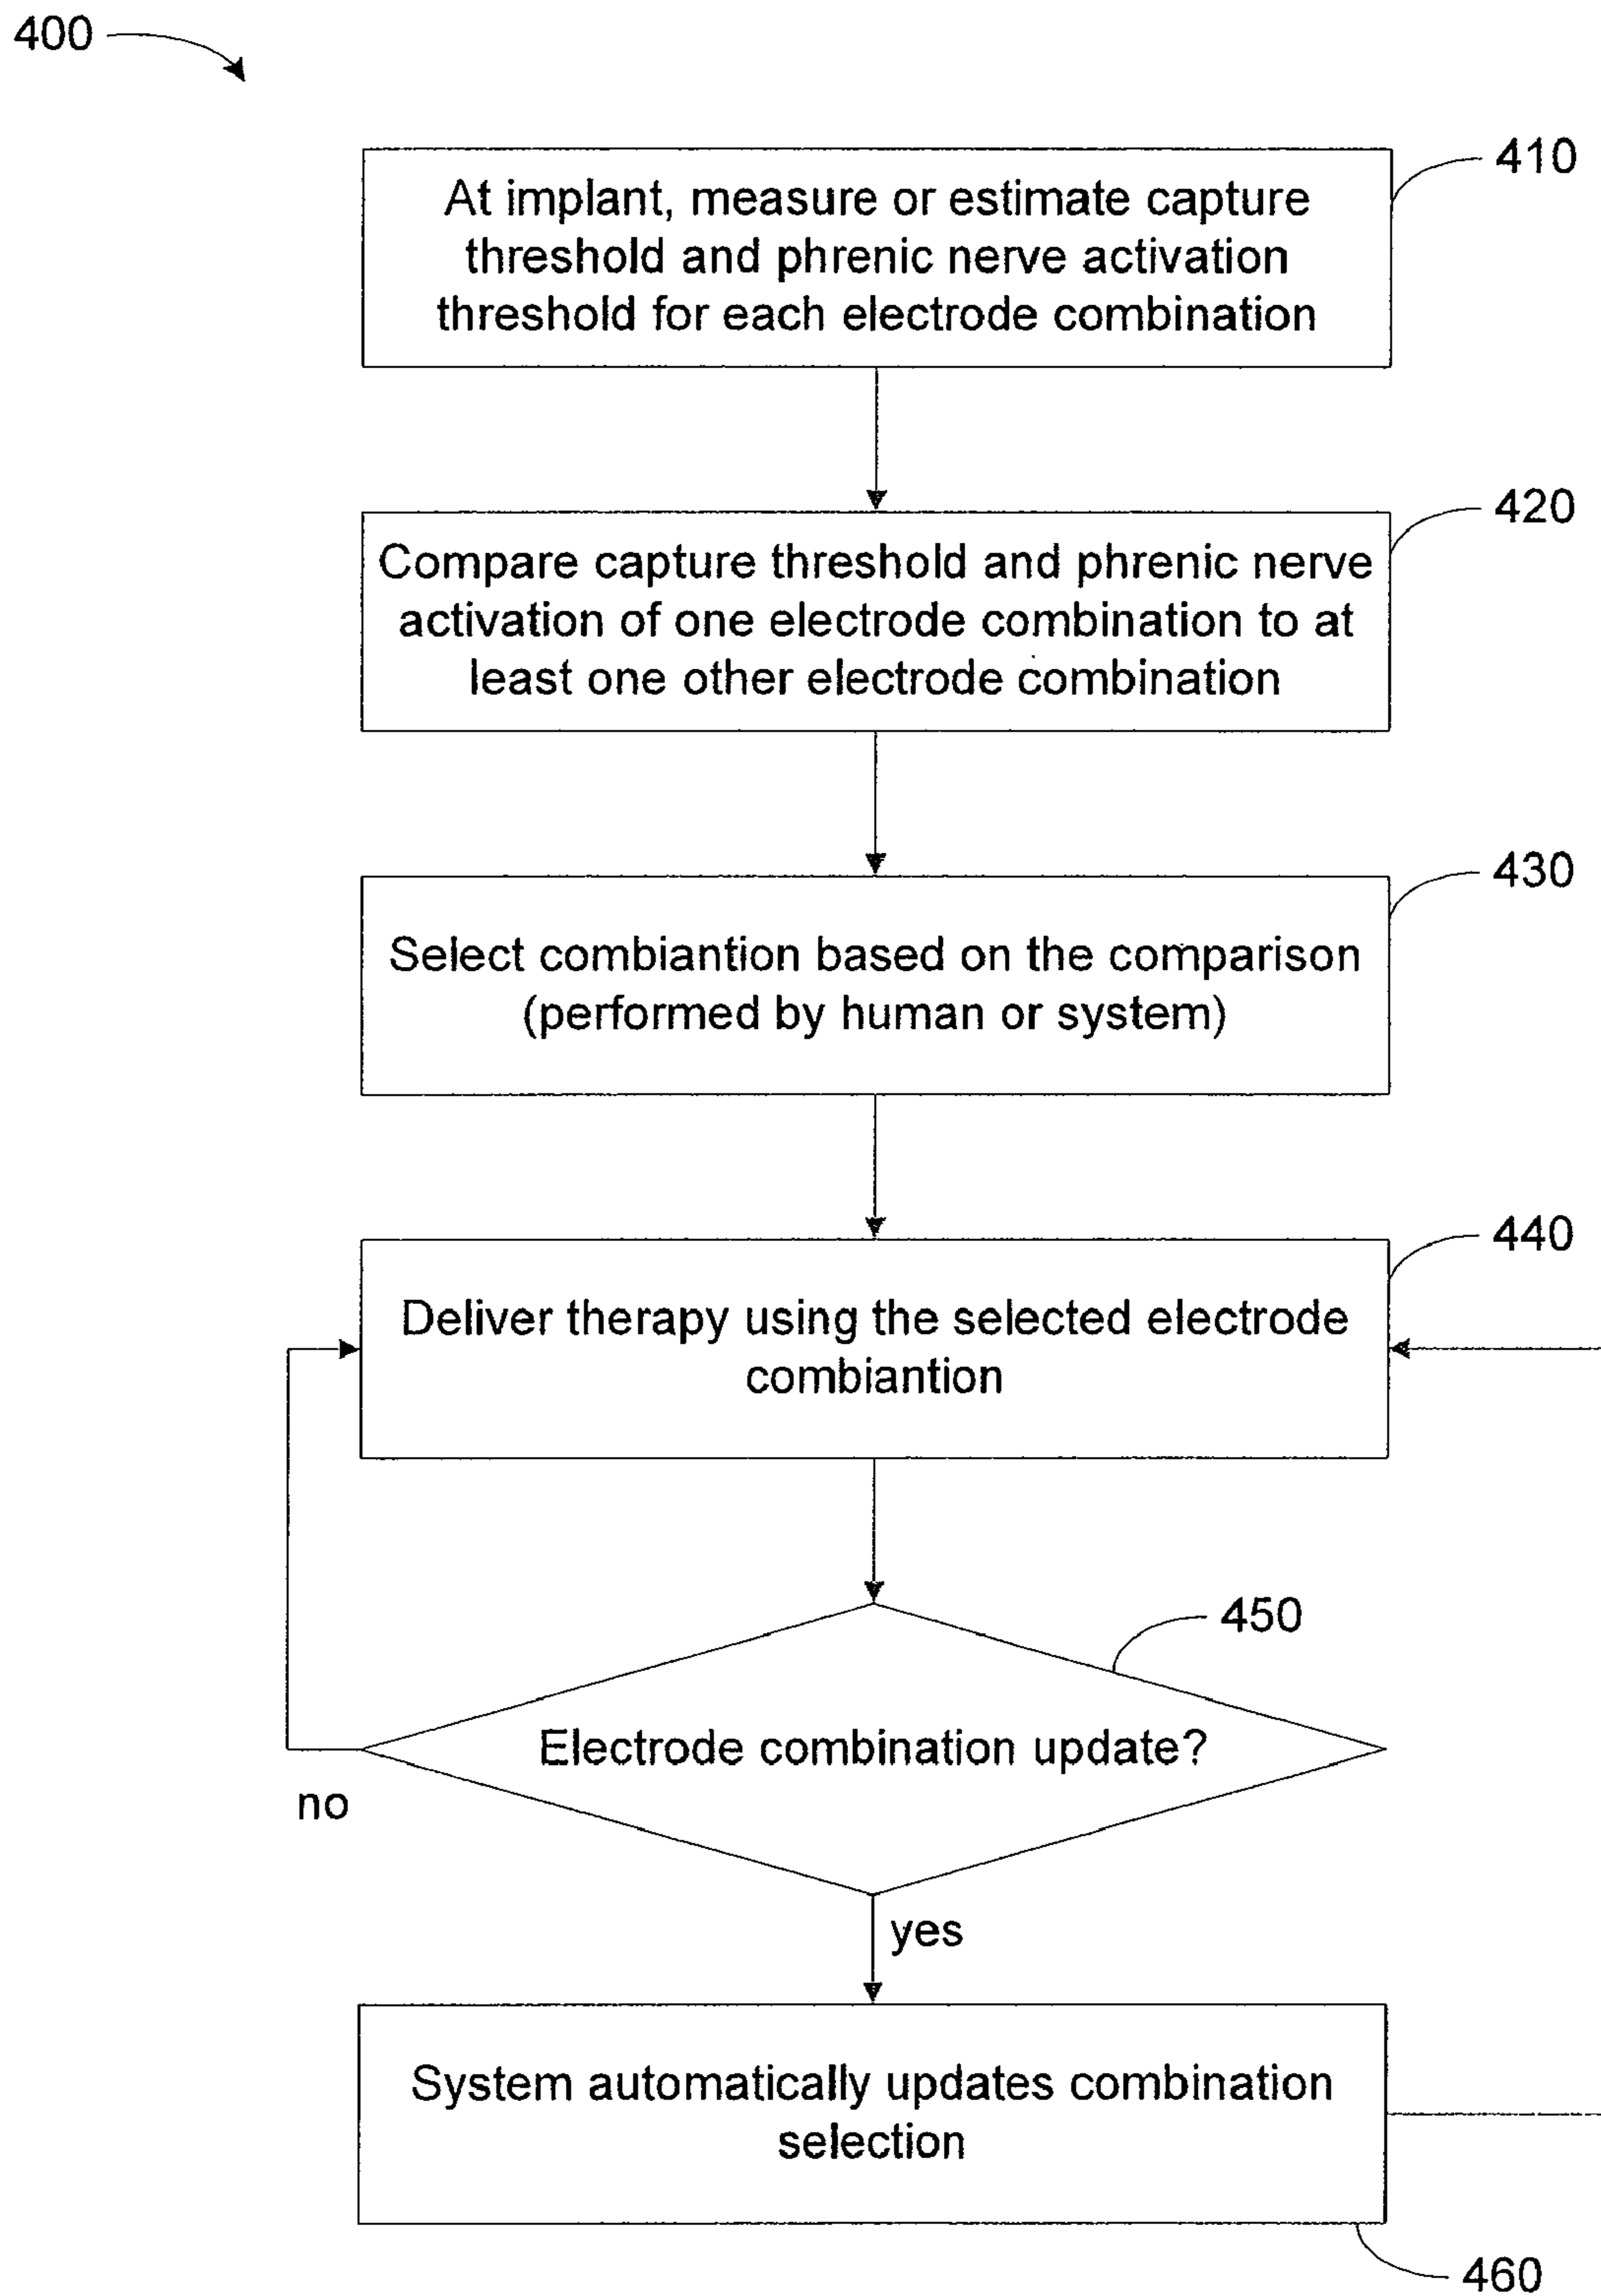 400
410
At implant, measure or estimate capture
threshold and phrenic nerve activation
threshold for each electrode combination
420
Compare capture threshold and phrenic nerve
activation of one electrode combination to at
least one other electrode combination
430
Select combiantion based on the comparison
(performed by human or system)
440
Deliver therapy using the selected electrode
combiantion
450
Electrode combination update?
no
yes
System automatically updates combination
selection
460